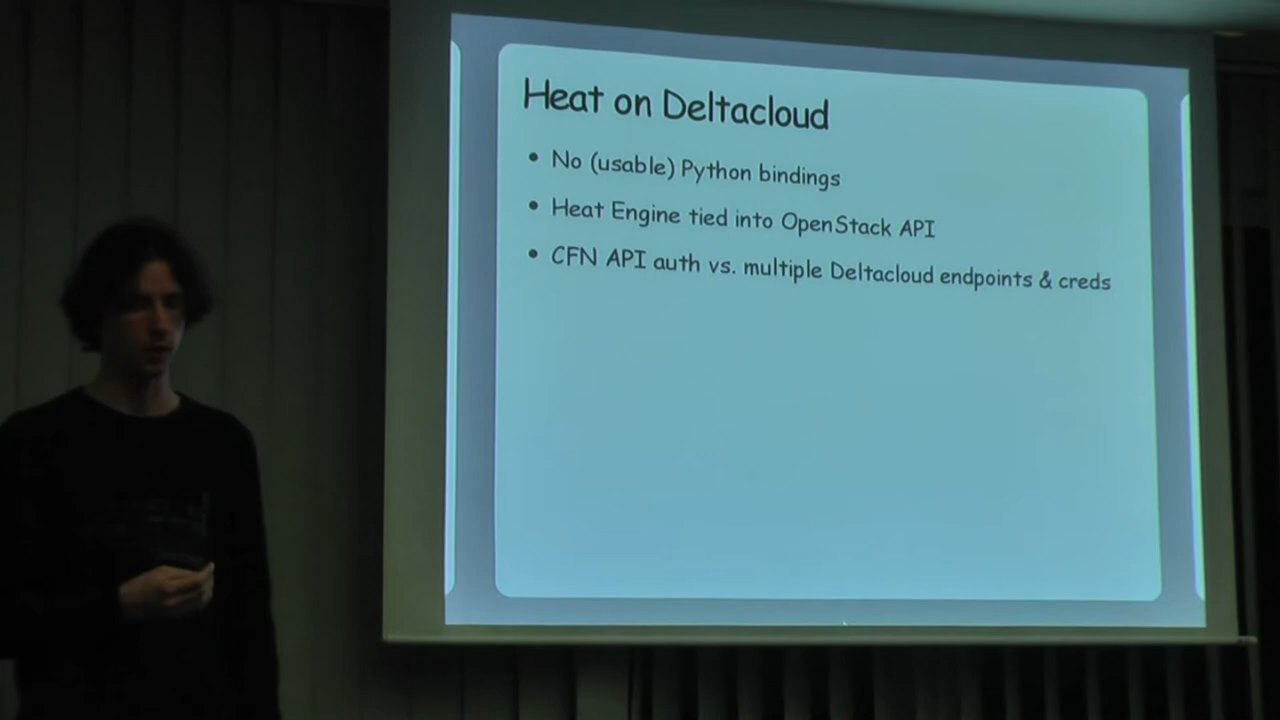 Heat on Deltacloud
• No (usable) Python bindings
• Heat Engine tied into OpenStack API
• CFN API auth vs. multiple Deltacloud endpoints & creds